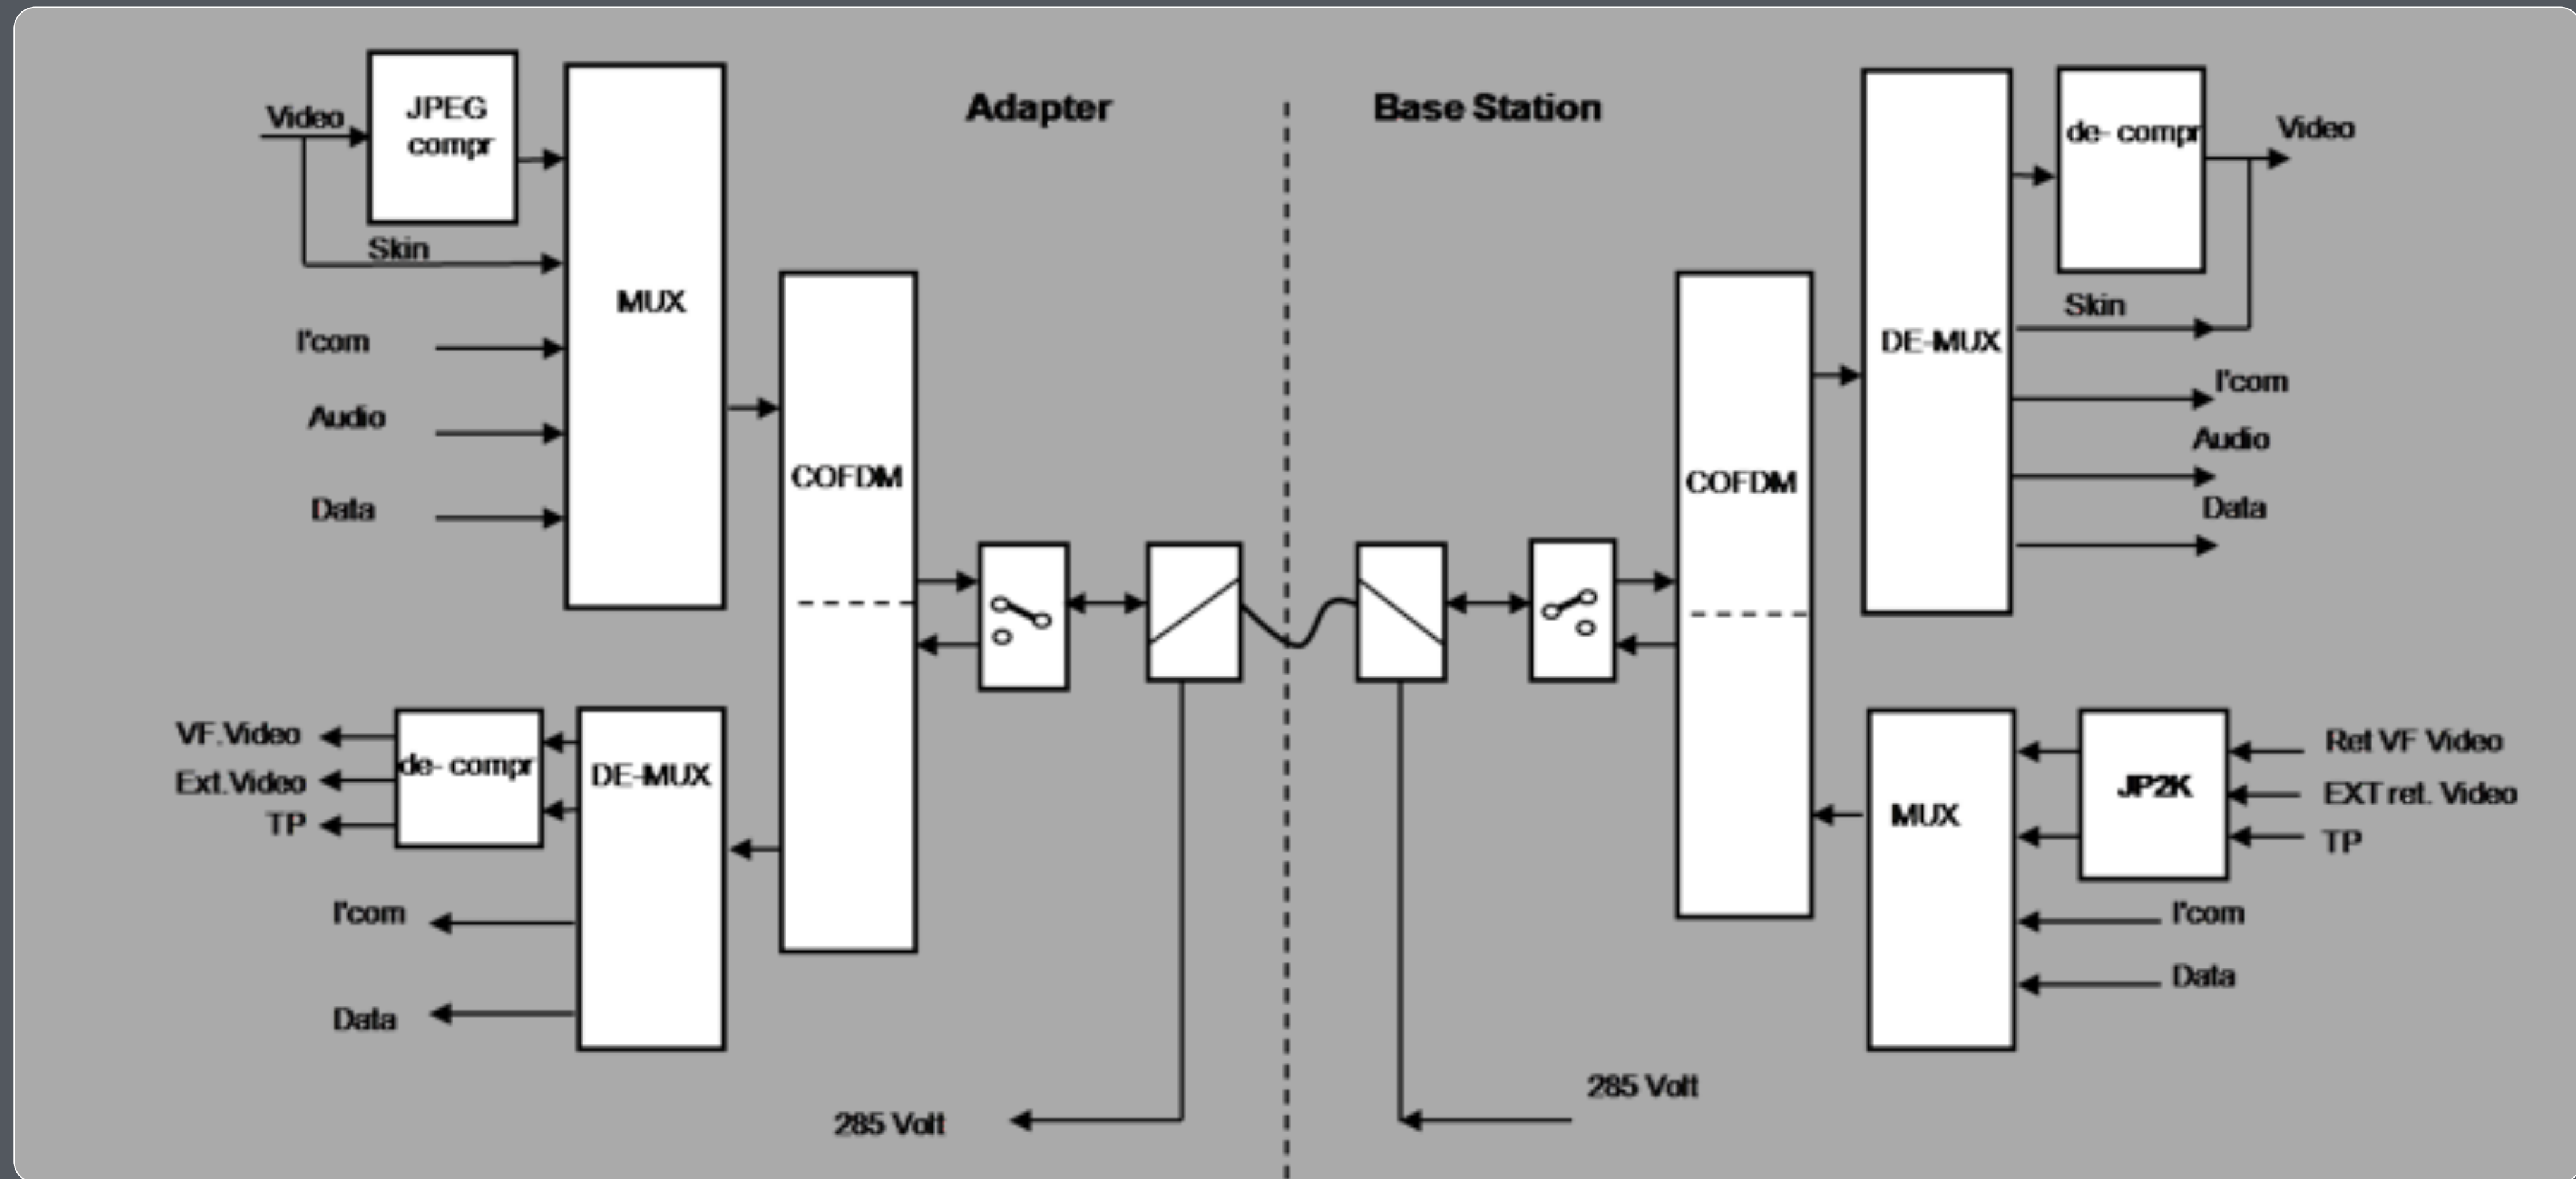 Adapter
Base Station
Video
JPEG
compr
Skin
I'com
Audio
Data
MUX
COFDM
VF.Video
Ext.Video
TP
de- compr
DE-MUX
I'com
Data
285 Volt
285 Volt
COFDM
DE-MUX
de- compr
Video
Skin
I'com
Audio
Data
MUX
JP2K
Ret VF Video
EXT ret. Video
TP
I'com
Data